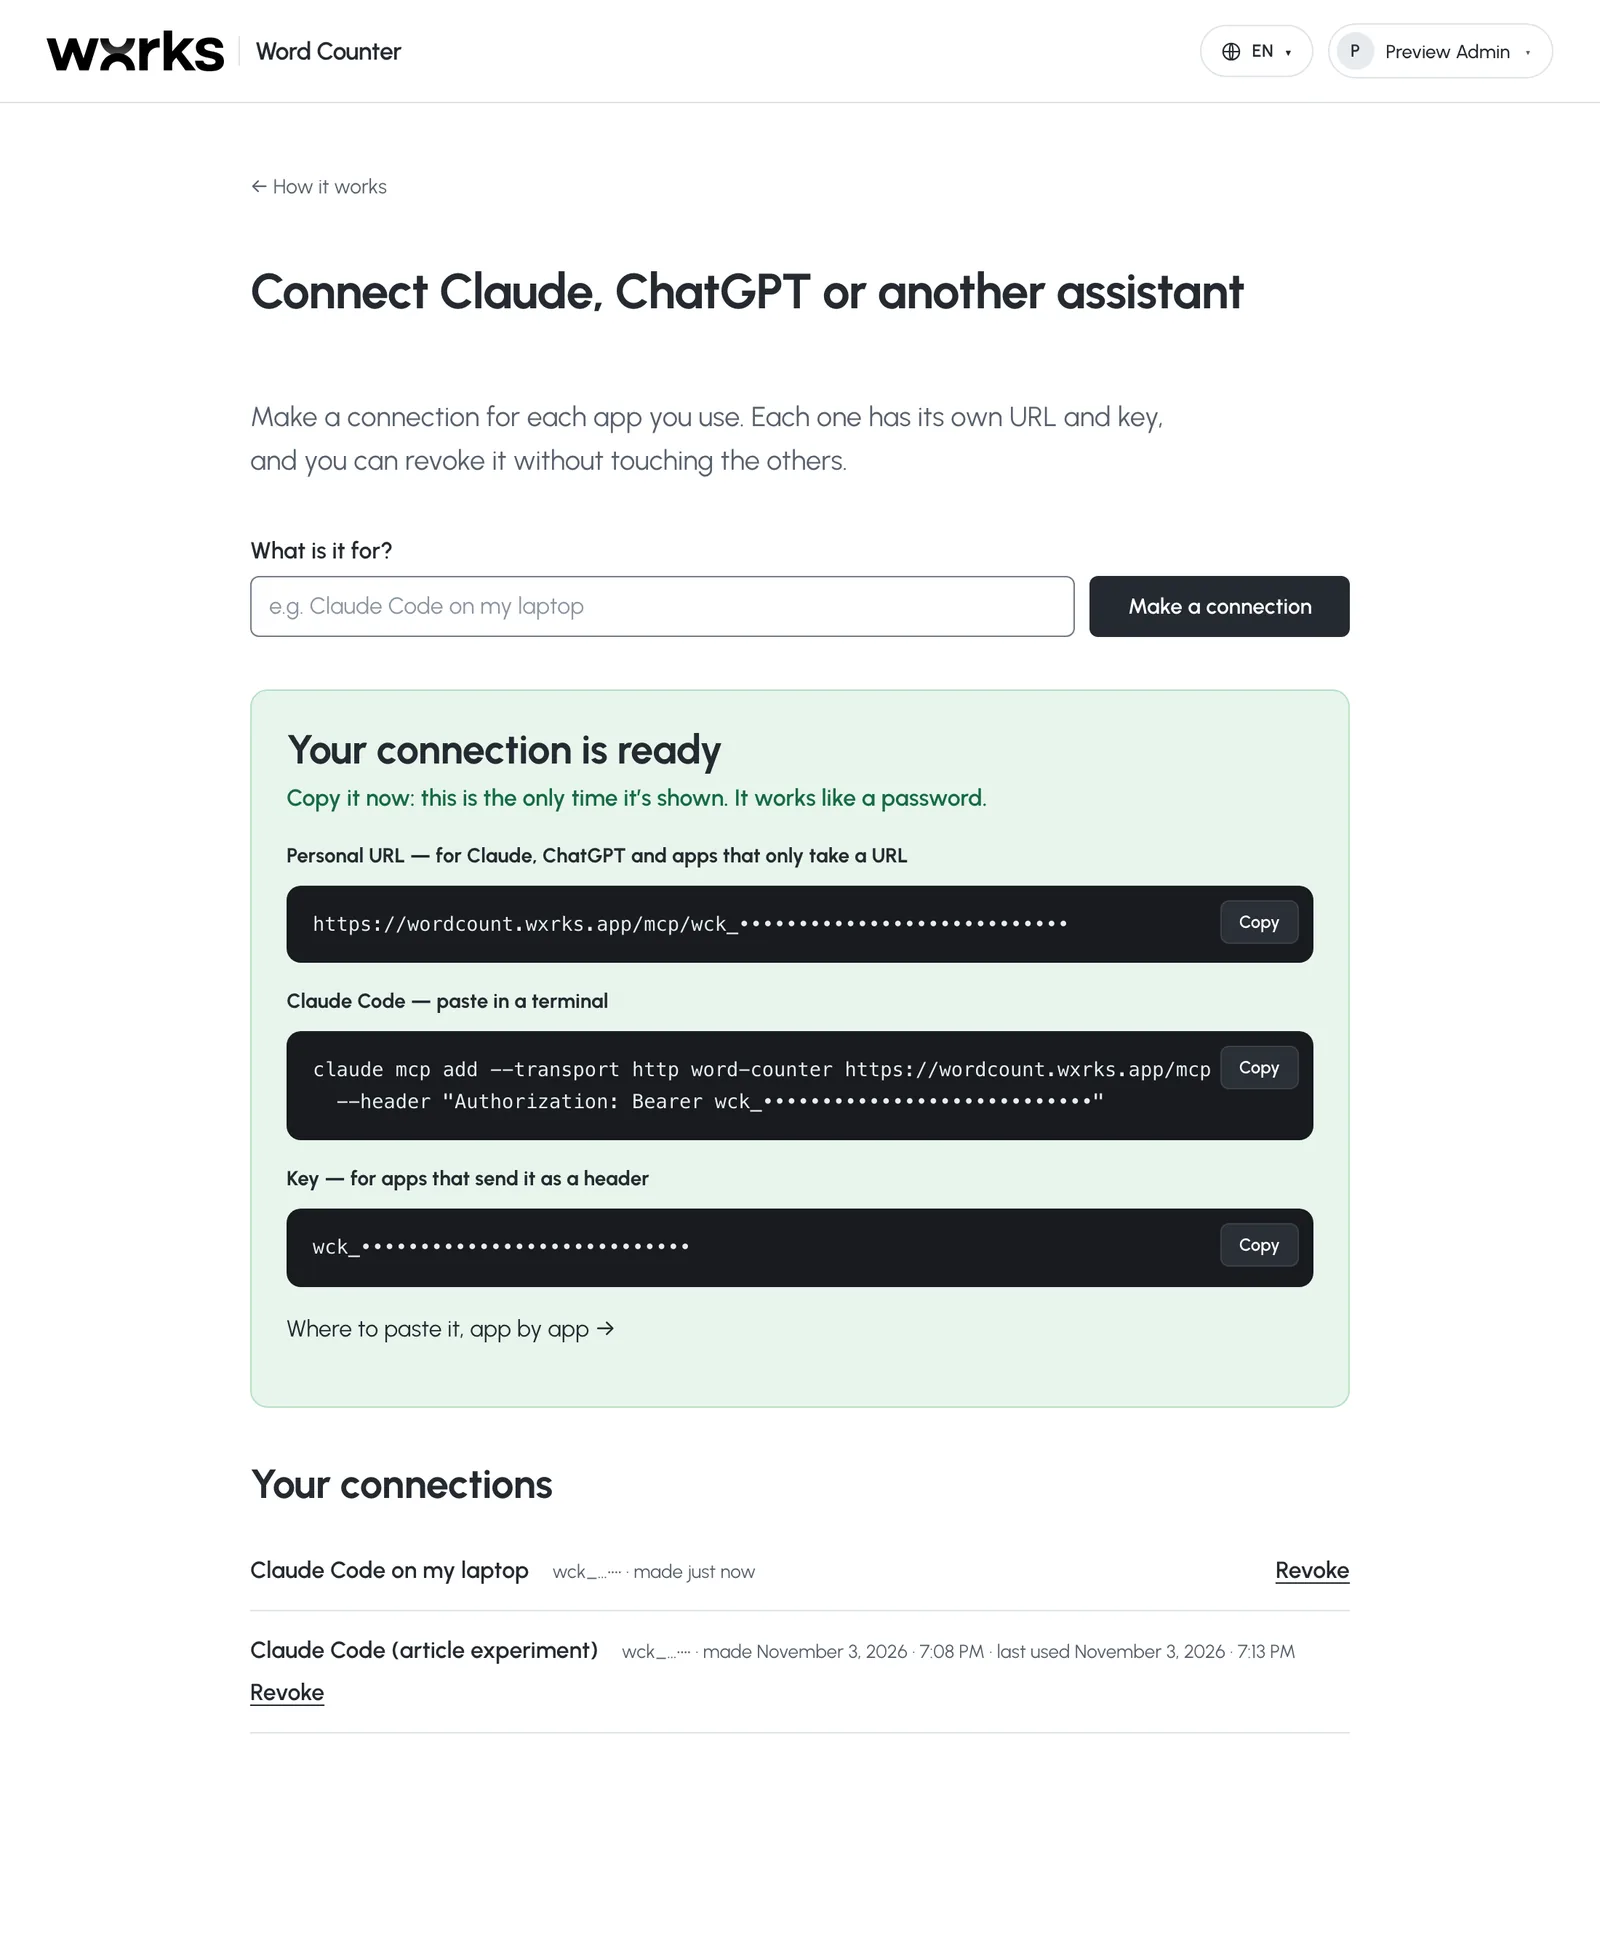 wxrks
Word Counter
EN ▾
P
Preview Admin ▾
← How it works
Connect Claude, ChatGPT or another assistant
Make a connection for each app you use. Each one has its own URL and key,
and you can revoke it without touching the others.
What is it for?
e.g. Claude Code on my laptop
Make a connection
Your connection is ready
Copy it now: this is the only time it’s shown. It works like a password.
Personal URL — for Claude, ChatGPT and apps that only take a URL
https://wordcount.wxrks.app/mcp/wck_••••••••••••••••••••••••••••
Copy
Claude Code — paste in a terminal
claude mcp add --transport http word-counter https://wordcount.wxrks.app/mcp
Copy
--header "Authorization: Bearer wck_••••••••••••••••••••••••••••"
Key — for apps that send it as a header
wck_••••••••••••••••••••••••••••
Copy
Where to paste it, app by app →
Your connections
Claude Code on my laptop wck_…•••• · made just now Revoke
Claude Code (article experiment) wck_…•••• · made November 3, 2026 · 7:08 PM · last used November 3, 2026 · 7:13 PM
Revoke